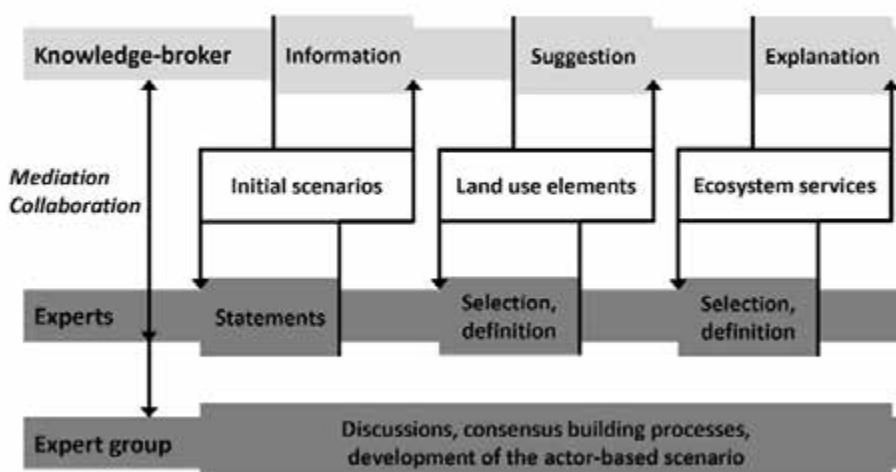 Knowledge-broker
Information
Suggestion
Explanation
Mediation
Collaboration
Initial scenarios
Land use elements
Ecosystem services
Experts
Statements
Selection,
definition
Selection,
definition
Expert group
Discussions, consensus building processes,
development of the actor-based scenario